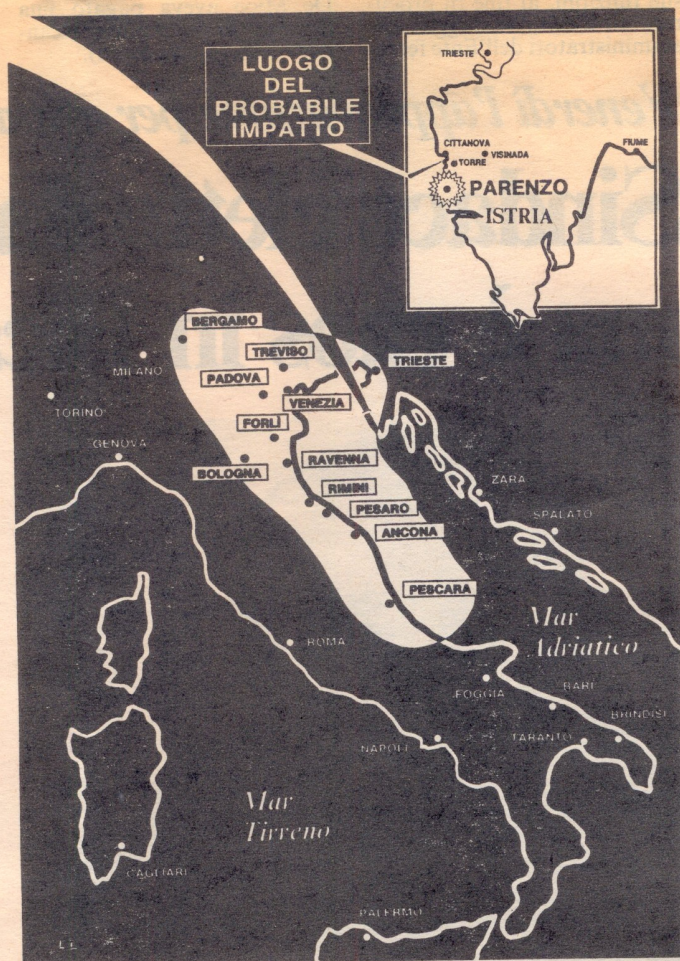 LUOGO
DEL
PROBABILE
IMPATTO
TRIESTE
CITTANOVA
VISINADA
TORRE
FIUME
PARENZO
ISTRIA
BERGAMO
TREVISO
TRIESTE
MILANO
PADOVA
VENEZIA
TORINO
FORLÌ
GENOVA
BOLOGNA
RAVENNA
ZARA
RIMINI
PESARO
SPALATO
ANCONA
PESCARA
Mar
Adriatico
ROMA
FOGGIA
BARI
BRINDISI
NAPOLI
TARANTO
Mar
Tirreno
CAGLIARI
PALERMO